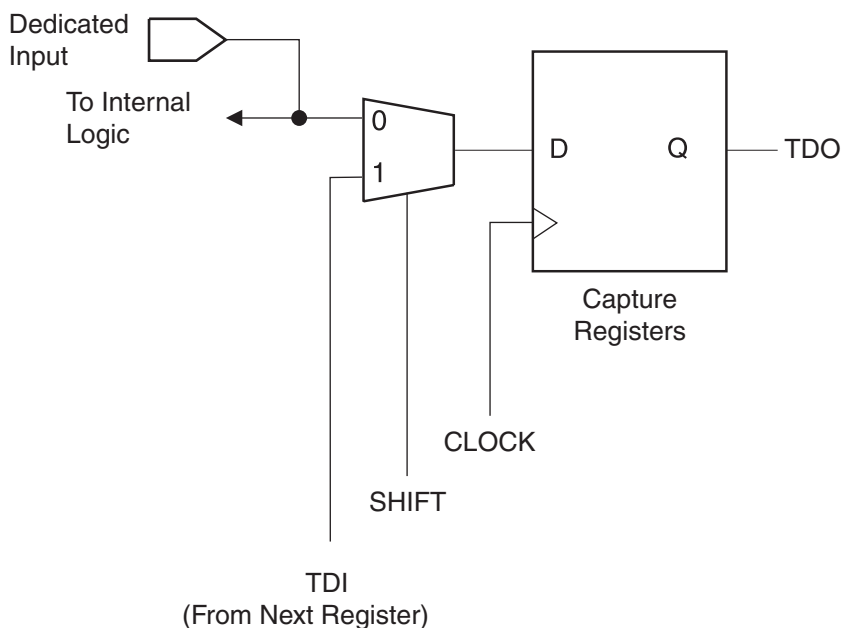 Dedicated
Input
To Internal
Logic
0
1
D
Q
TDO
Capture
Registers
CLOCK
SHIFT
TDI
(From Next Register)